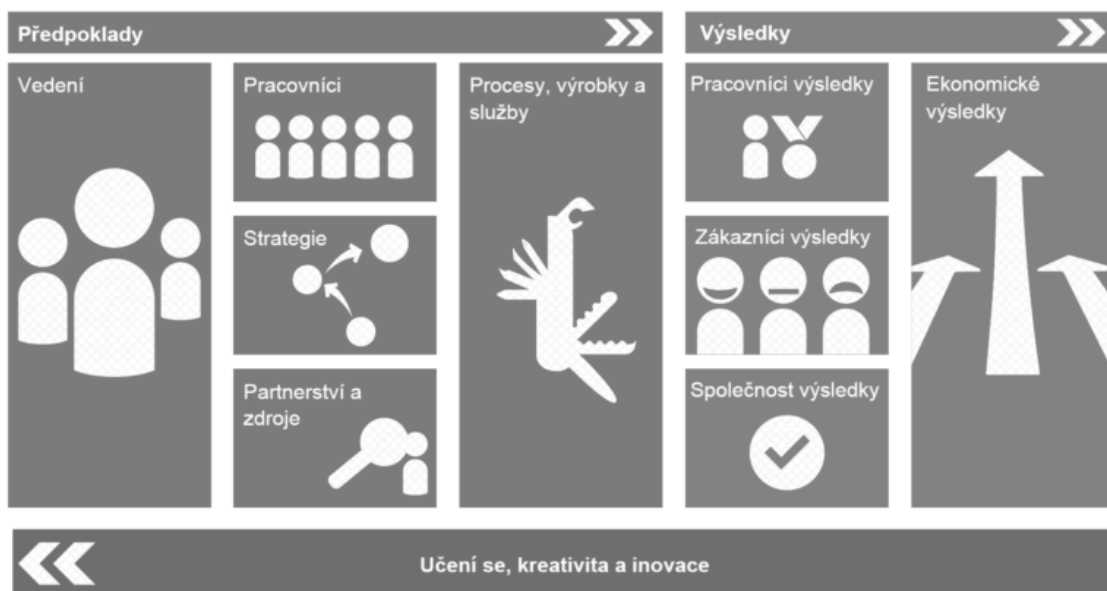 Předpoklady
Výsledky
Vedení
Pracovníci
Strategie
Partnerství a
zdroje
Procesy, výrobky a
služby
Pracovníci výsledky
Zákazníci výsledky
Společnost výsledky
Ekonomické
výsledky
Učení se, kreativita a inovace